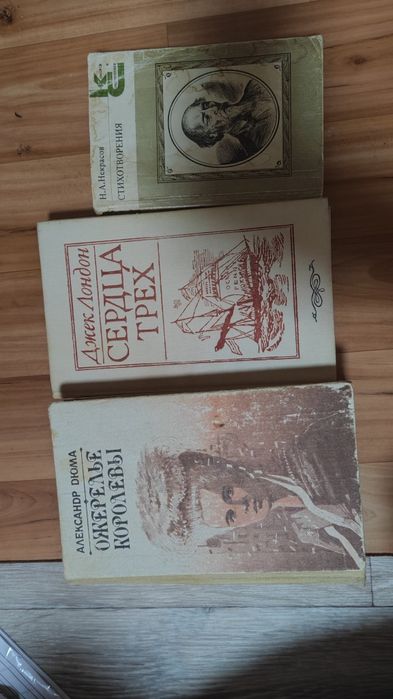 Н.А.Некрасов
СТИХОТВОРЕНИЯ
Джек Лондон
СЕРДЦА
ТРЕХ
АЛЕКСАНДР ДЮМА
ОЖЕРЕЛЬЕ
КОРОЛЕВЫ